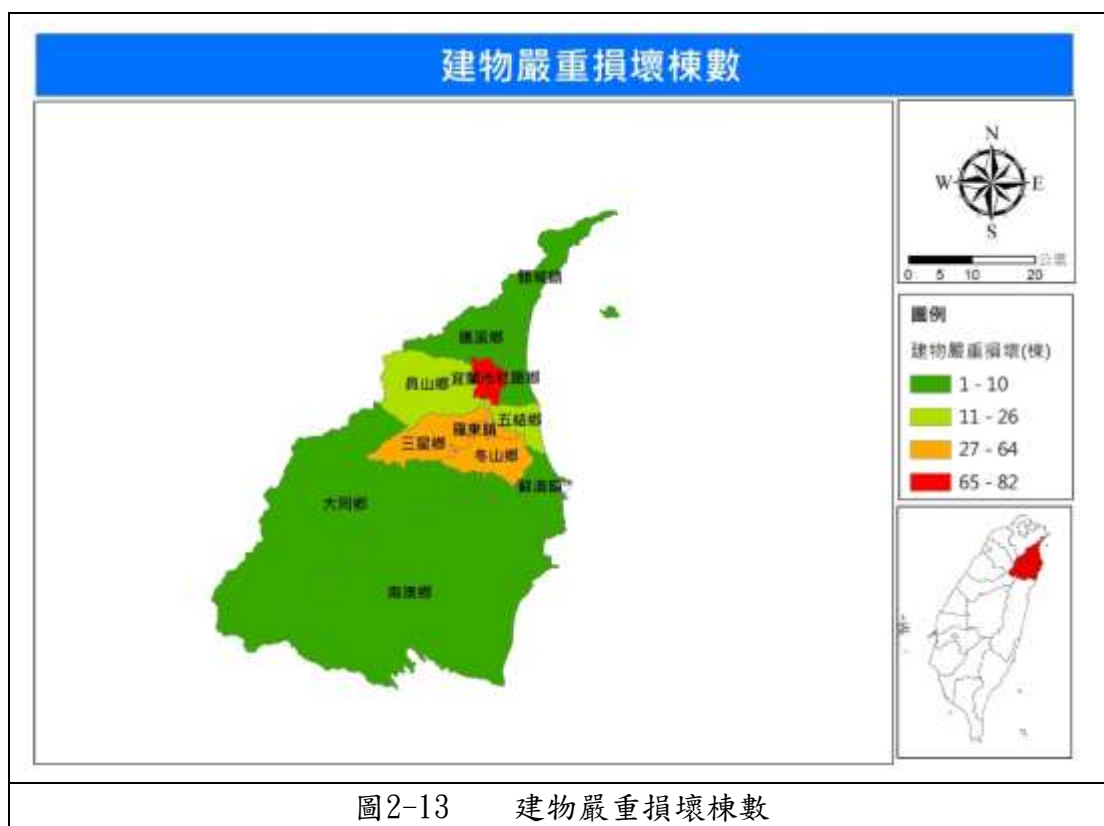 建物嚴重損壞棟數
N
W E
S
公里
0 5 10 20
圖例
建物嚴重損壞(棟)
1 - 10
11 - 26
27 - 64
65 - 82
頭城鎮
礁溪鄉
員山鄉
宜蘭市
壯圍鄉
五結鄉
羅東鎮
三星鄉
冬山鄉
蘇澳鎮
大同鄉
南澳鄉
圖2-13 建物嚴重損壞棟數